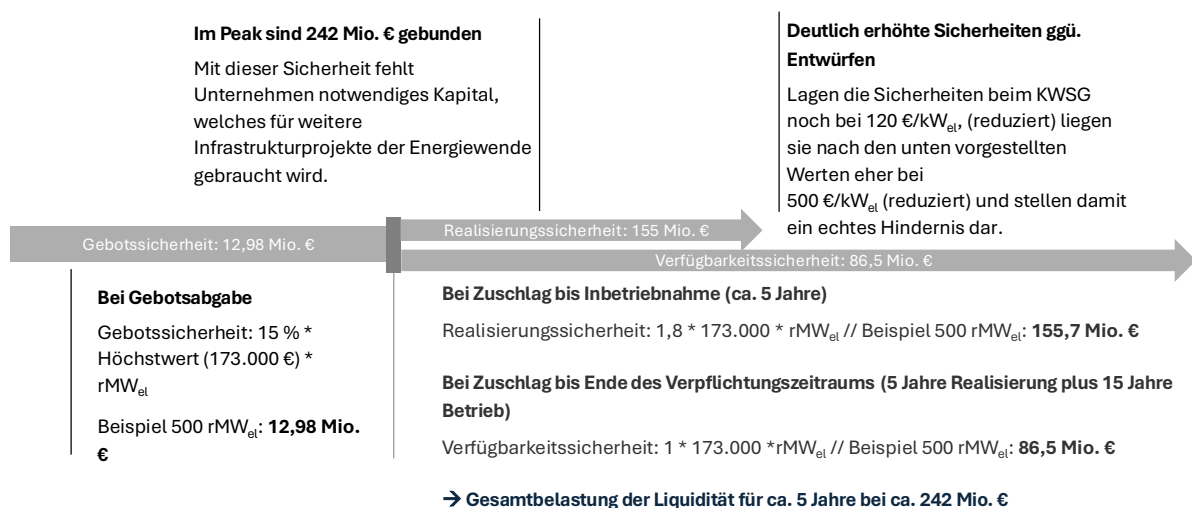 Im Peak sind 242 Mio. € gebunden
Mit dieser Sicherheit fehlt
Unternehmen notwendiges Kapital,
welches für weitere
Infrastrukturprojekte der Energiewende
gebraucht wird.
Deutlich erhöhte Sicherheiten ggü.
Entwürfen
Lagen die Sicherheiten beim KWSG
noch bei 120 €/kWel, (reduziert) liegen
sie nach den unten vorgestellten
Werten eher bei
500 €/kWel (reduziert) und stellen damit
ein echtes Hindernis dar.
Gebotssicherheit: 12,98 Mio. €
Realisierungssicherheit: 155 Mio. €
Verfügbarkeitssicherheit: 86,5 Mio. €
Bei Gebotsabgabe
Gebotssicherheit: 15 % *
Höchstwert (173.000 €) *
rMWel
Beispiel 500 rMWel: 12,98 Mio.
€
Bei Zuschlag bis Inbetriebnahme (ca. 5 Jahre)
Realisierungssicherheit: 1,8 * 173.000 * rMWel // Beispiel 500 rMWel: 155,7 Mio. €
Bei Zuschlag bis Ende des Verpflichtungszeitraums (5 Jahre Realisierung plus 15 Jahre
Betrieb)
Verfügbarkeitssicherheit: 1 * 173.000 *rMWel // Beispiel 500 rMWel: 86,5 Mio. €
→ Gesamtbelastung der Liquidität für ca. 5 Jahre bei ca. 242 Mio. €